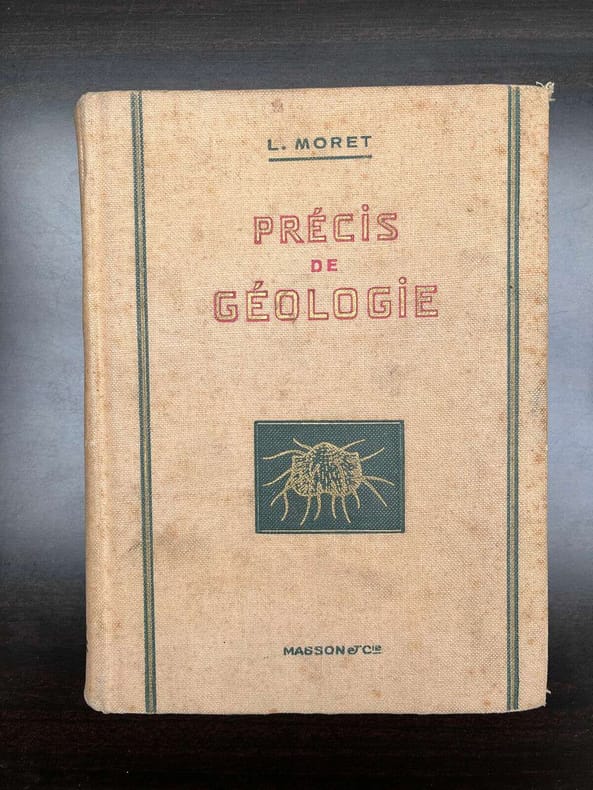 L. MORET
PRÉCIS
DE
GÉOLOGIE
MASSON & Cie